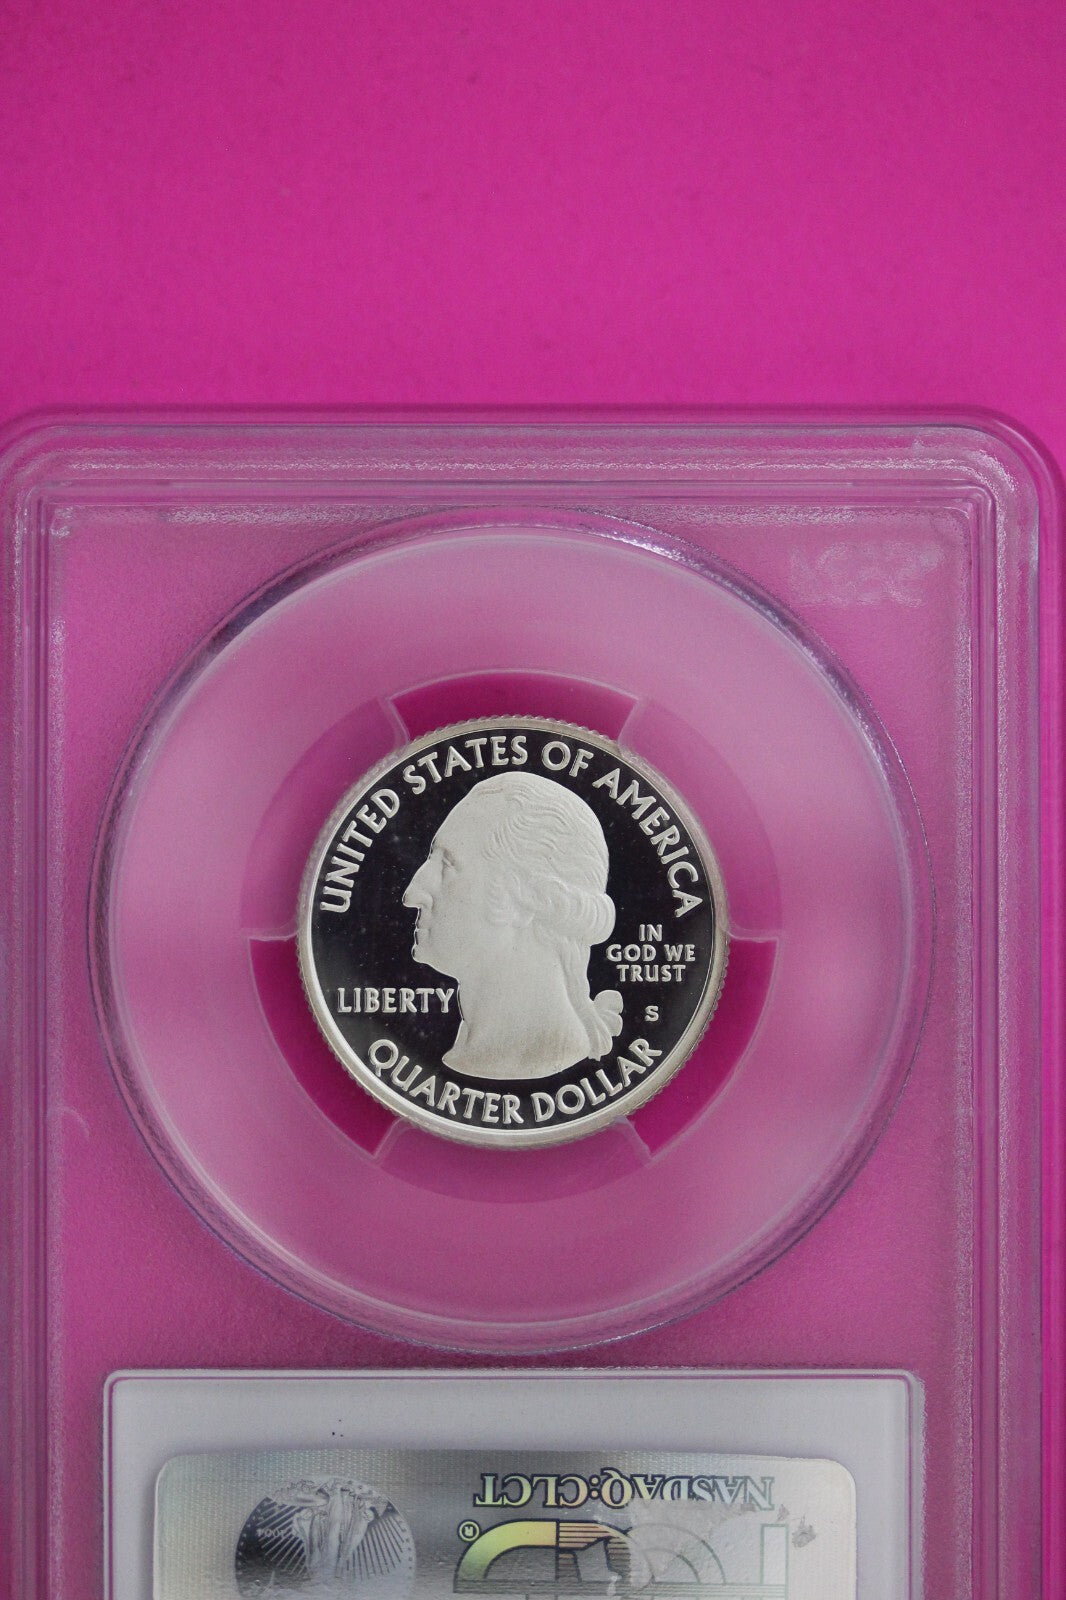 UNITED STATES OF AMERICA
IN
GOD WE
TRUST
LIBERTY
S
QUARTER DOLLAR
NASDAQ:CLCT